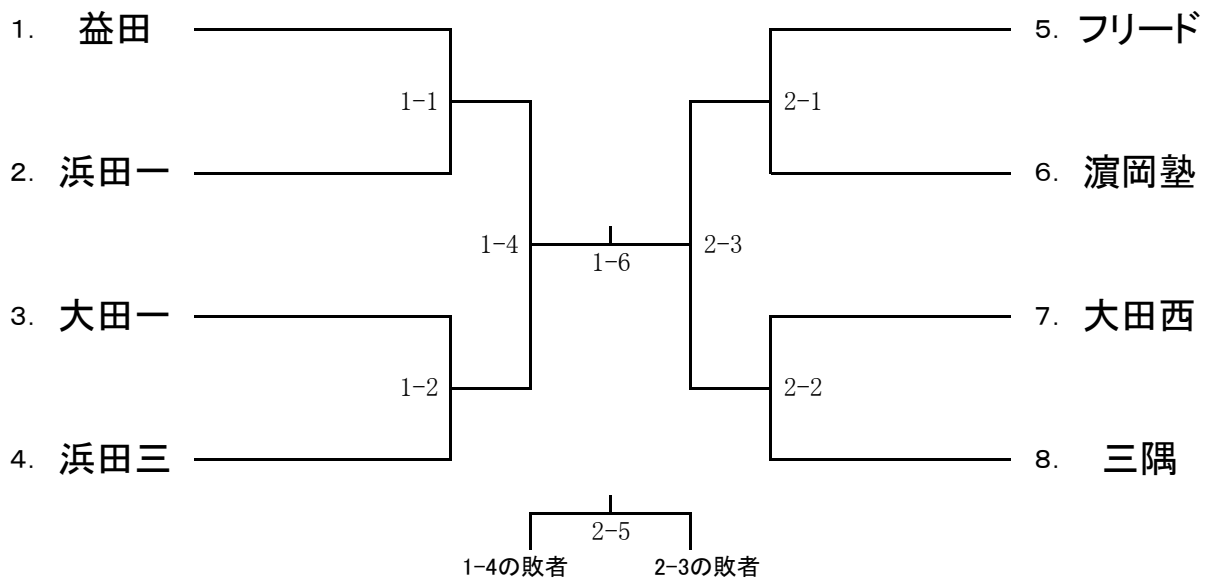 1. 益田
5. フリード
1-1
2-1
2. 浜田一
6. 濵岡塾
1-4
1-6
2-3
3. 大田一
7. 大田西
1-2
2-2
4. 浜田三
8. 三隅
2-5
1-4の敗者
2-3の敗者